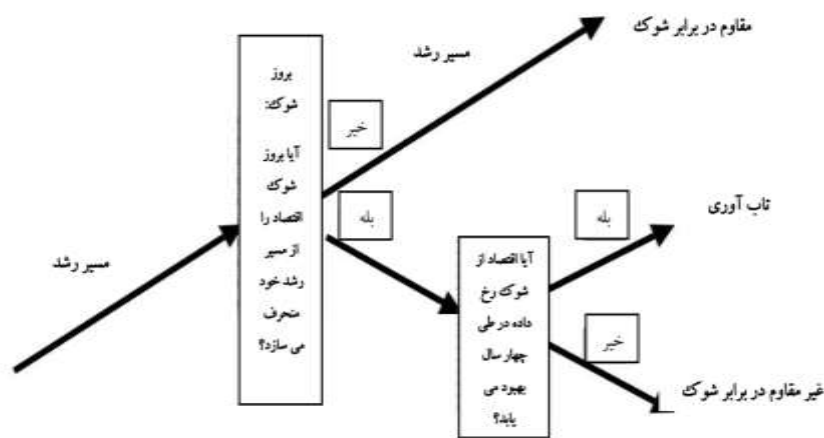 مقاوم در برابر شوک
مسیر رشد
بروز
شوک:
آیا بروز
شوک
اقتصاد را
از مسیر
رشد خود
منحرف
می سازد؟
خیر
بله
مسیر رشد
آیا اقتصاد از
شوک رخ
داده در طی
چهار سال
بهبود می
یابد؟
بله
تاب آوری
خیر
غیر مقاوم در برابر شوک